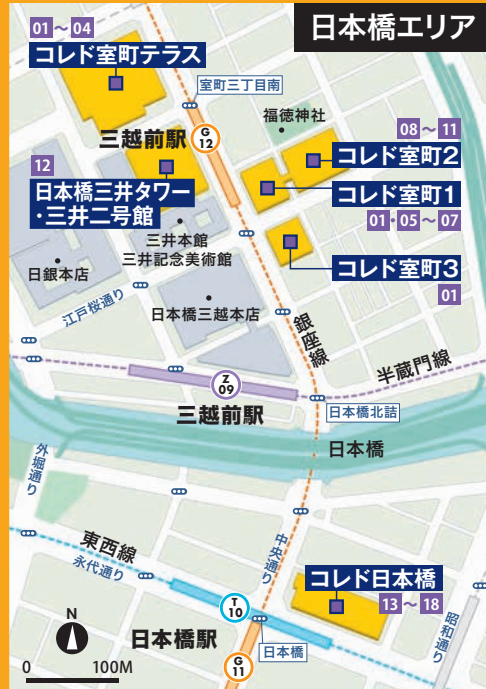 日本橋エリア
01～04
コレド室町テラス
室町三丁目南
福徳神社
三越前駅
G
12
08～11
コレド室町2
12
日本橋三井タワー
・三井二号館
コレド室町1
01・05～07
三井本館
三井記念美術館
日銀本店
コレド室町3
01
江戸桜通り
日本橋三越本店
銀座線
半蔵門線
Z
09
三越前駅
日本橋北詰
日本橋
外堀通り
東西線
永代通り
中央通り
コレド日本橋
13～18
T
10
昭和通り
N
日本橋駅
日本橋
0 100M
G
11